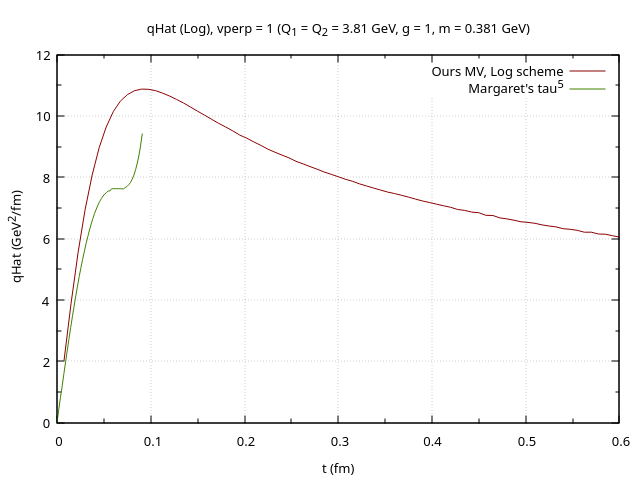 qHat (Log), vperp = 1 (Q₁ = Q₂ = 3.81 GeV, g = 1, m = 0.381 GeV)
12
10
8
6
4
2
0
qHat (GeV²/fm)
Ours MV, Log scheme
Margaret's tau⁵
0 0.1 0.2 0.3 0.4 0.5 0.6
t (fm)